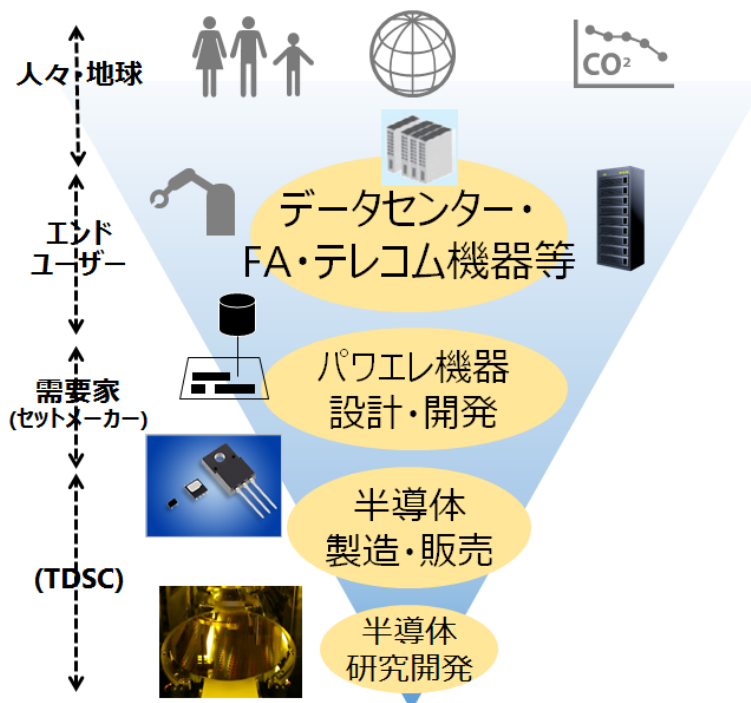 人々・地球
CO²
エンド
ユーザー
データセンター・
FA・テレコム機器等
需要家
(セットメーカー)
パワエレ機器
設計・開発
半導体
製造・販売
(TDSC)
半導体
研究開発